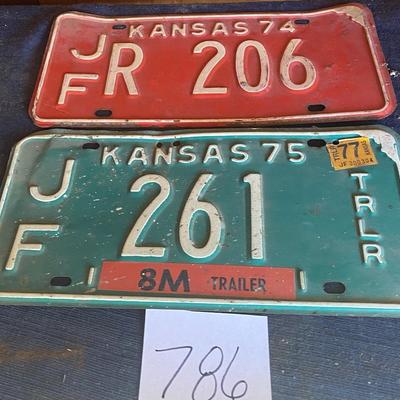 KANSAS 74
JF R 206
KANSAS 75
77
JF 261
TRLR
8M TRAILER
786